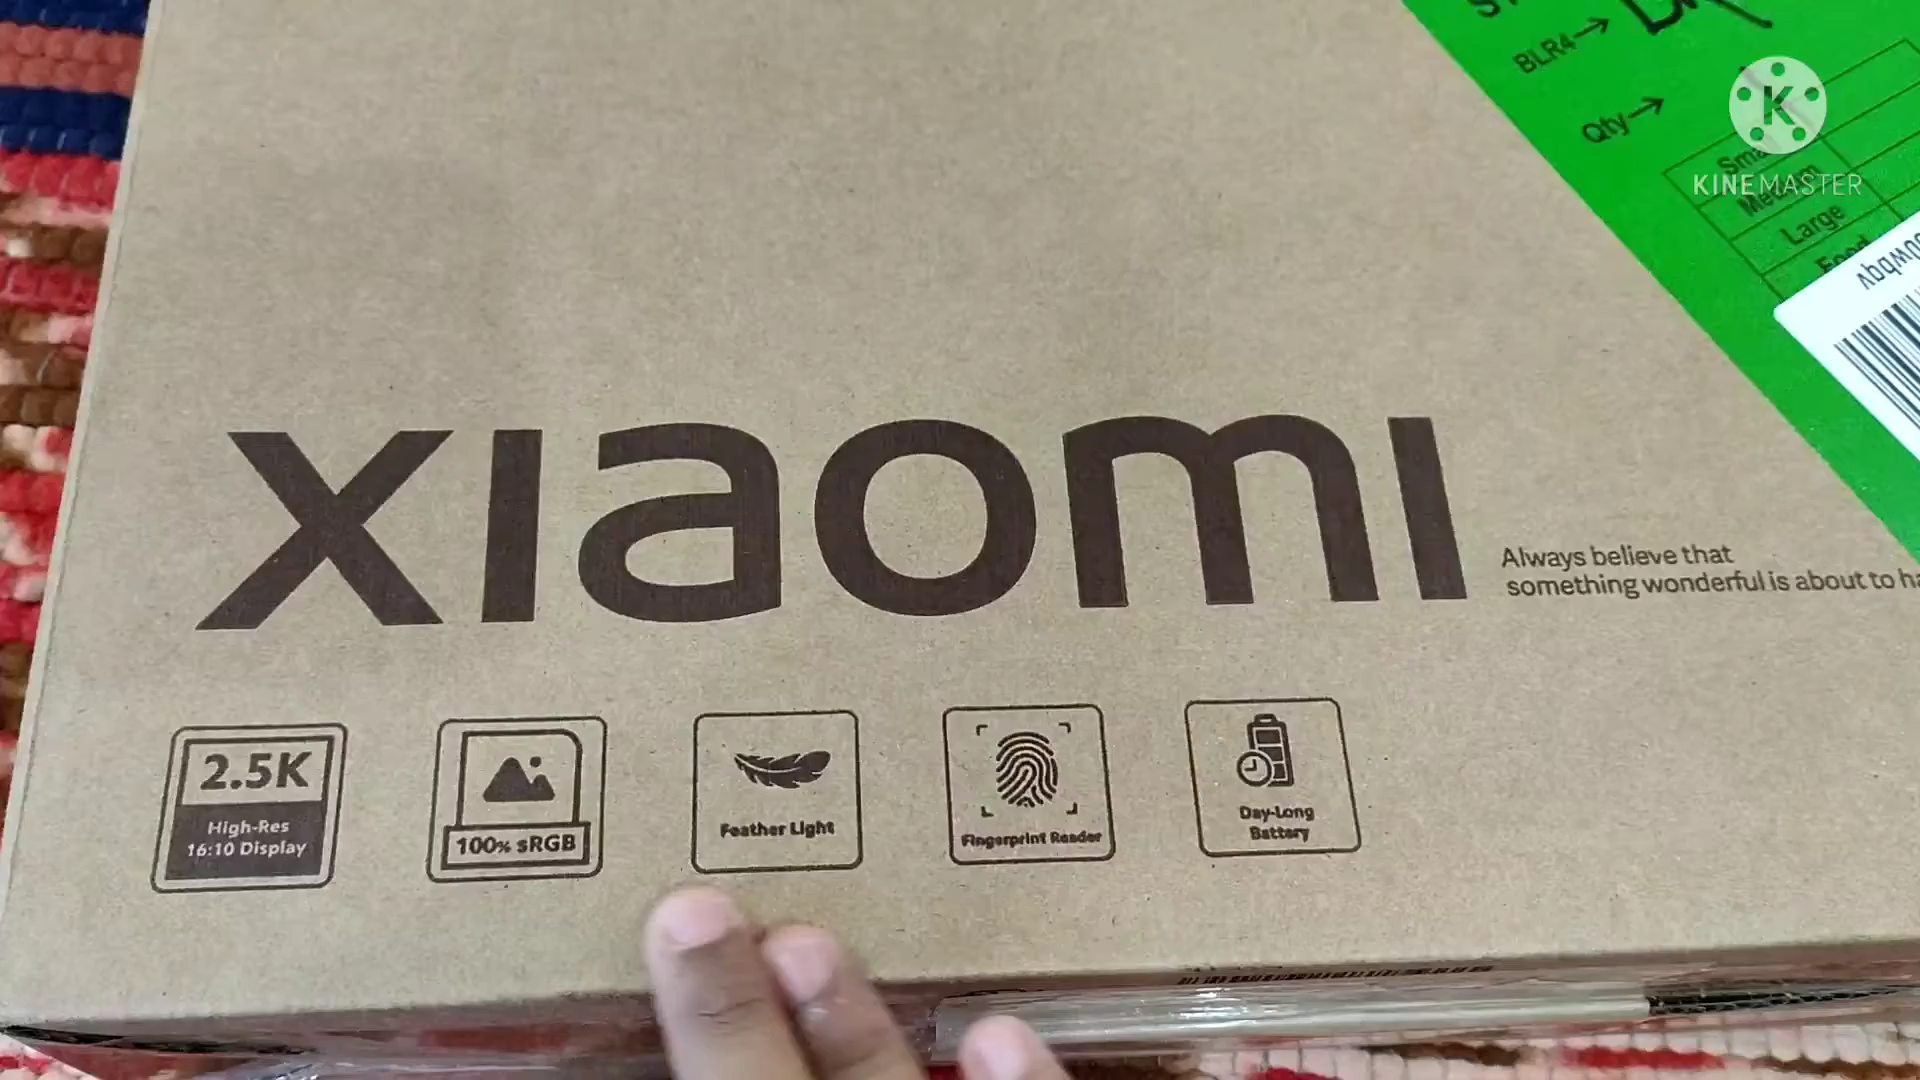 BLR4→
Qty→
Large
KINEMASTER
xiaomi
Always believe that
something wonderful is about to
2.5K
High-Res
16:10 Display
100% sRGB
Feather Light
Fingerprint Reader
Day-Long
Battery